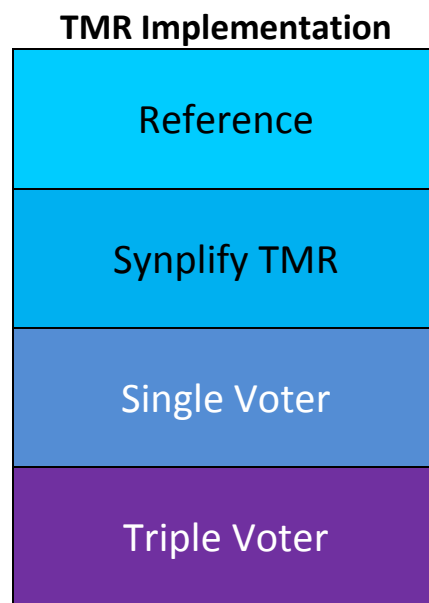 TMR Implementation
Reference
Synplify TMR
Single Voter
Triple Voter